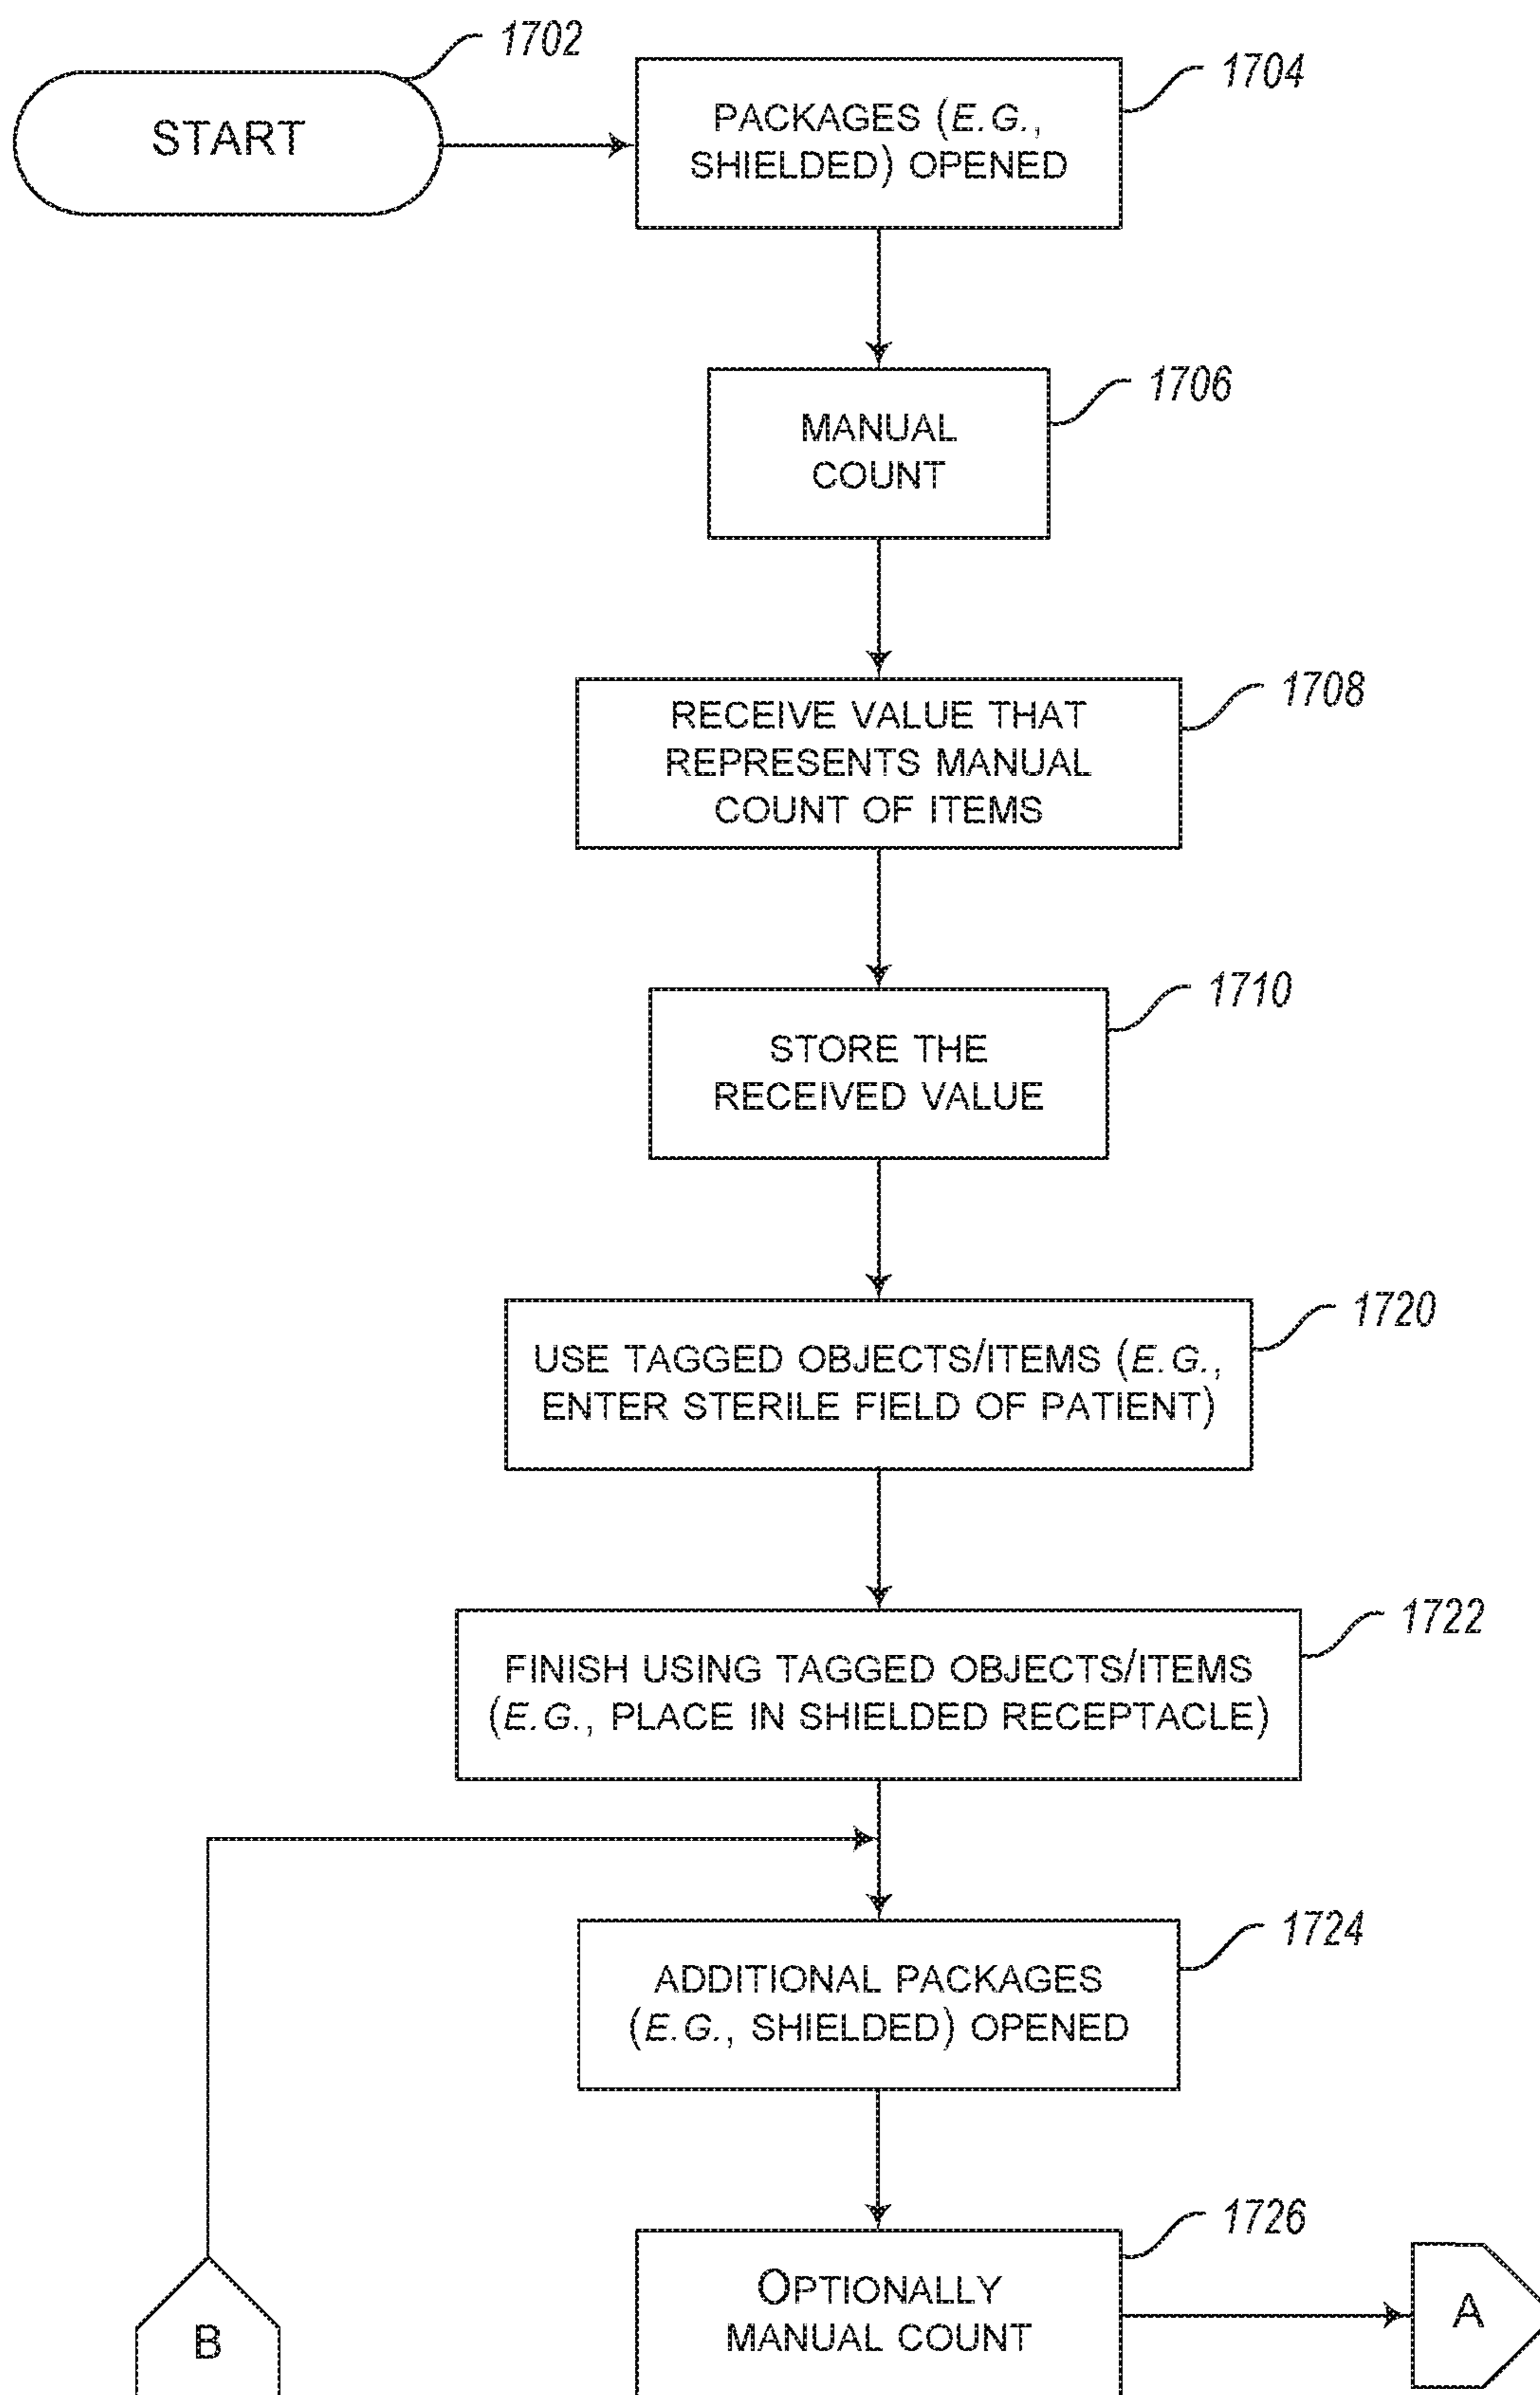 1702
START
1704
PACKAGES (E.G.,
SHIELDED) OPENED
1706
MANUAL
COUNT
1708
RECEIVE VALUE THAT
REPRESENTS MANUAL
COUNT OF ITEMS
1710
STORE THE
RECEIVED VALUE
1720
USE TAGGED OBJECTS/ITEMS (E.G.,
ENTER STERILE FIELD OF PATIENT)
1722
FINISH USING TAGGED OBJECTS/ITEMS
(E.G., PLACE IN SHIELDED RECEPTACLE)
1724
ADDITIONAL PACKAGES
(E.G., SHIELDED) OPENED
1726
OPTIONALLY
MANUAL COUNT
A
B